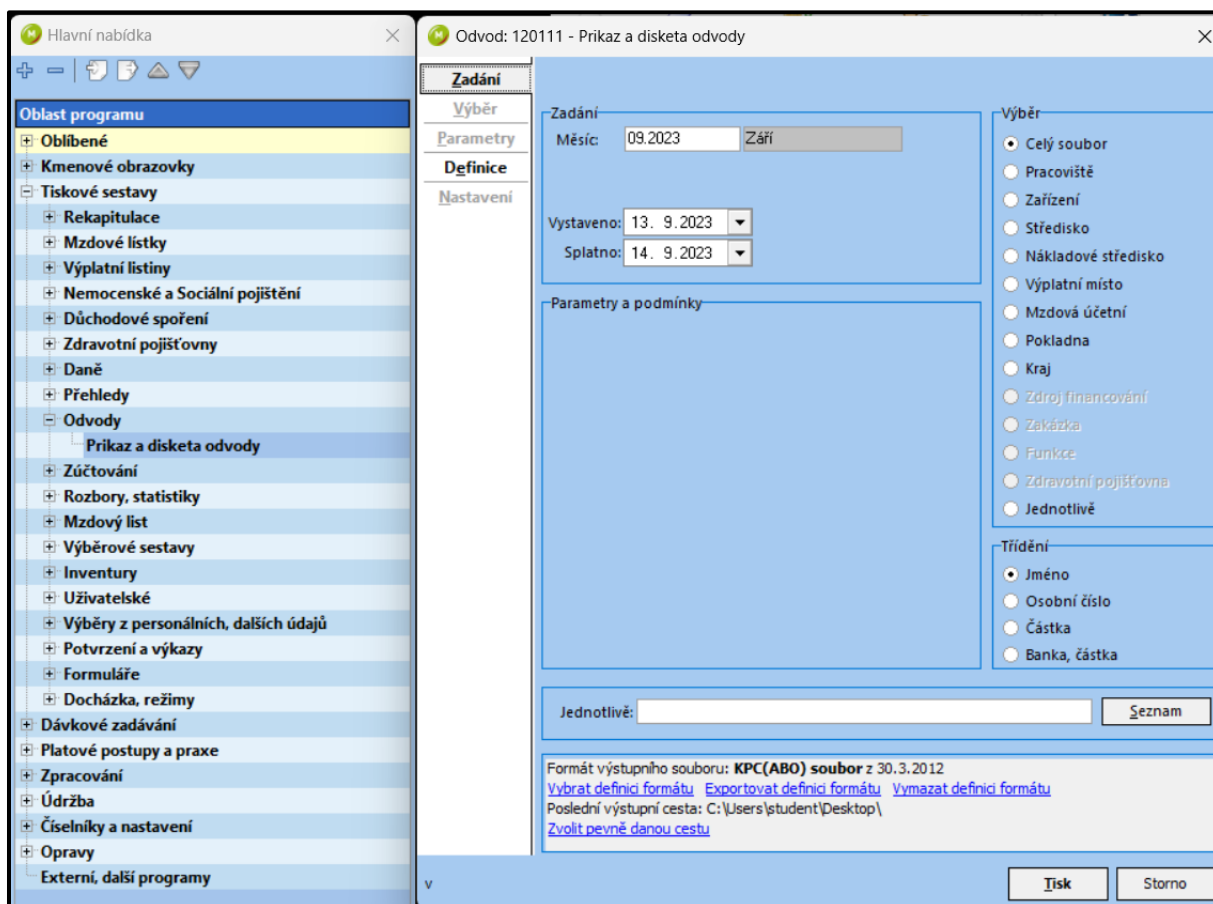 Hlavní nabídka
Oblast programu
Oblíbené
Kmenové obrazovky
Tiskové sestavy
Rekapitulace
Mzdové lístky
Výplatní listiny
Nemocenské a Sociální pojištění
Důchodové spoření
Zdravotní pojišťovny
Daně
Přehledy
Odvody
Prikaz a disketa odvody
Zúčtování
Rozbory, statistiky
Mzdový list
Výběrové sestavy
Inventury
Uživatelské
Výběry z personálních, dalších údajů
Potvrzení a výkazy
Formuláře
Docházka, režimy
Dávkové zadávání
Platové postupy a praxe
Zpracování
Údržba
Číselníky a nastavení
Opravy
Externí, další programy
Odvod: 120111 - Prikaz a disketa odvody
Zadání
Výběr
Parametry
Definice
Nastavení
Zadání
Měsíc: 09.2023 Září
Vystaveno: 13. 9.2023
Splatno: 14. 9.2023
Parametry a podmínky
Výběr
Celý soubor
Pracoviště
Zařízení
Středisko
Nákladové středisko
Výplatní místo
Mzdová účetní
Pokladna
Kraj
Zdroj financování
Zakázka
Funkce
Zdravotní pojišťovna
Jednotlivě
Třídění
Jméno
Osobní číslo
Částka
Banka, částka
Jednotlivě: Seznam
Formát výstupního souboru: KPC(ABO) soubor z 30.3.2012
Vybrat definici formátu Exportovat definici formátu Vymazat definici formátu
Poslední výstupní cesta: C:\Users\student\Desktop\
Zvolit pevně danou cestu
v Tisk Storno